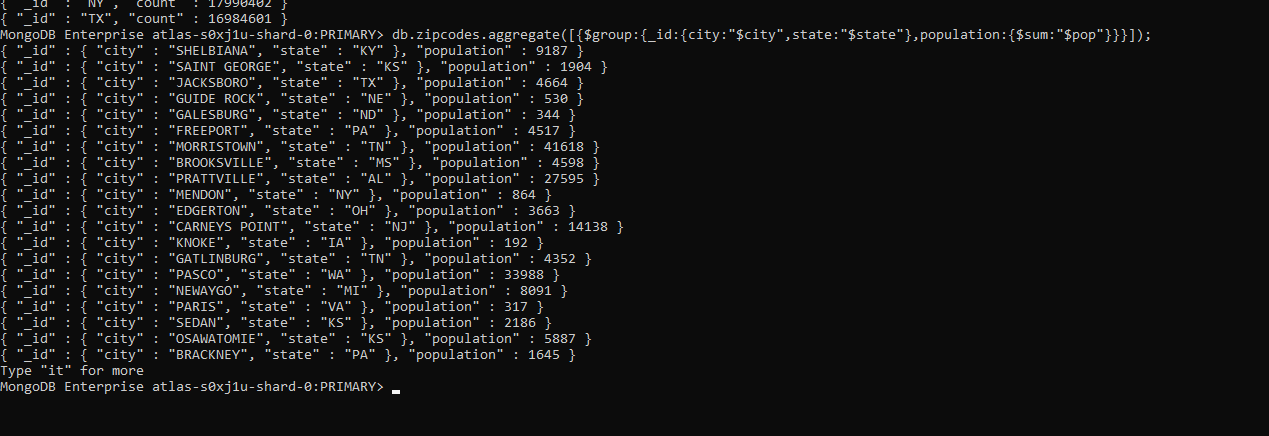 { "_id" : "NY", "count" : 17990402 }
{ "_id" : "TX", "count" : 16984601 }
MongoDB Enterprise atlas-s0xj1u-shard-0:PRIMARY> db.zipcodes.aggregate([{$group:{_id:{city:"$city",state:"$state"},population:{$sum:"$pop"}}}]);
{ "_id" : { "city" : "SHELBIANA", "state" : "KY" }, "population" : 9187 }
{ "_id" : { "city" : "SAINT GEORGE", "state" : "KS" }, "population" : 1904 }
{ "_id" : { "city" : "JACKSBORO", "state" : "TX" }, "population" : 4664 }
{ "_id" : { "city" : "GUIDE ROCK", "state" : "NE" }, "population" : 530 }
{ "_id" : { "city" : "GALESBURG", "state" : "ND" }, "population" : 344 }
{ "_id" : { "city" : "FREEPORT", "state" : "PA" }, "population" : 4517 }
{ "_id" : { "city" : "MORRISTOWN", "state" : "TN" }, "population" : 41618 }
{ "_id" : { "city" : "BROOKSVILLE", "state" : "MS" }, "population" : 4598 }
{ "_id" : { "city" : "PRATTVILLE", "state" : "AL" }, "population" : 27595 }
{ "_id" : { "city" : "MENDON", "state" : "NY" }, "population" : 864 }
{ "_id" : { "city" : "EDGERTON", "state" : "OH" }, "population" : 3663 }
{ "_id" : { "city" : "CARNEYS POINT", "state" : "NJ" }, "population" : 14138 }
{ "_id" : { "city" : "KNOKE", "state" : "IA" }, "population" : 192 }
{ "_id" : { "city" : "GATLINBURG", "state" : "TN" }, "population" : 4352 }
{ "_id" : { "city" : "PASCO", "state" : "WA" }, "population" : 33988 }
{ "_id" : { "city" : "NEWAYGO", "state" : "MI" }, "population" : 8091 }
{ "_id" : { "city" : "PARIS", "state" : "VA" }, "population" : 317 }
{ "_id" : { "city" : "SEDAN", "state" : "KS" }, "population" : 2186 }
{ "_id" : { "city" : "OSAWATOMIE", "state" : "KS" }, "population" : 5887 }
{ "_id" : { "city" : "BRACKNEY", "state" : "PA" }, "population" : 1645 }
Type "it" for more
MongoDB Enterprise atlas-s0xj1u-shard-0:PRIMARY>